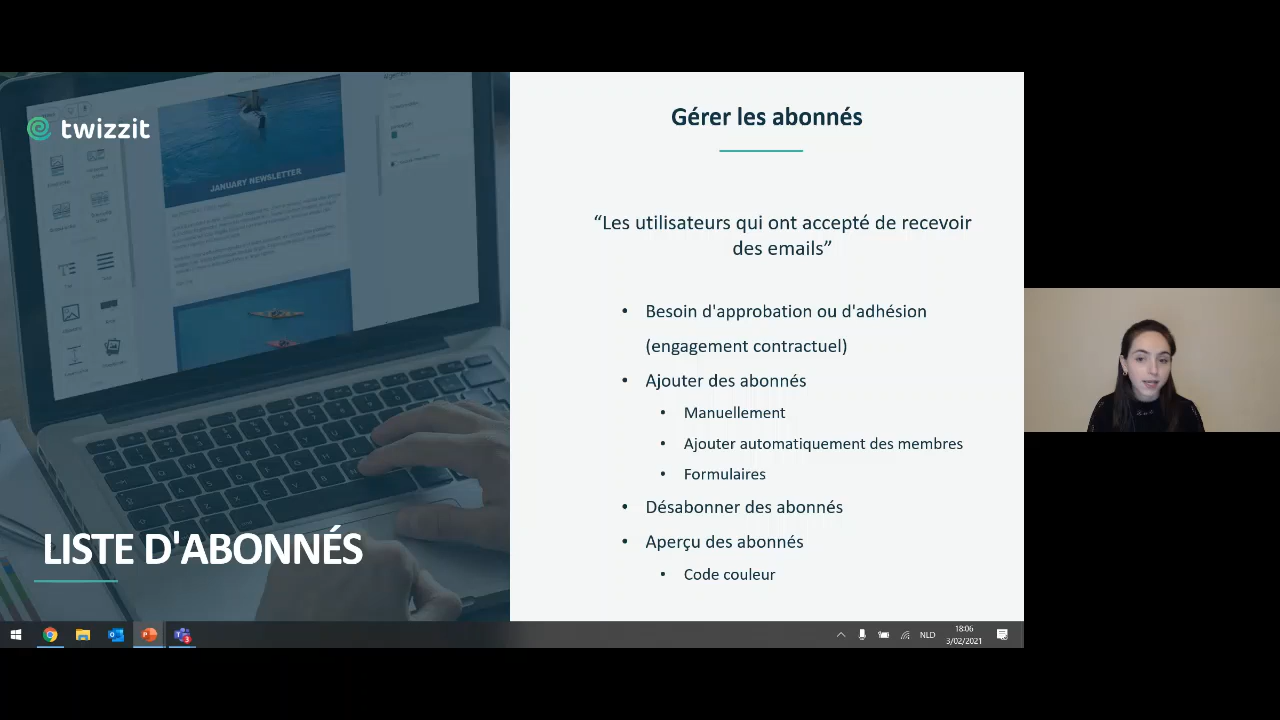 twizzit
JANUARY NEWSLETTER
LISTE D'ABONNÉS
Gérer les abonnés
“Les utilisateurs qui ont accepté de recevoir
des emails”
• Besoin d'approbation ou d'adhésion
(engagement contractuel)
• Ajouter des abonnés
• Manuellement
• Ajouter automatiquement des membres
• Formulaires
• Désabonner des abonnés
• Aperçu des abonnés
• Code couleur
NLD
18:06
3/02/2021